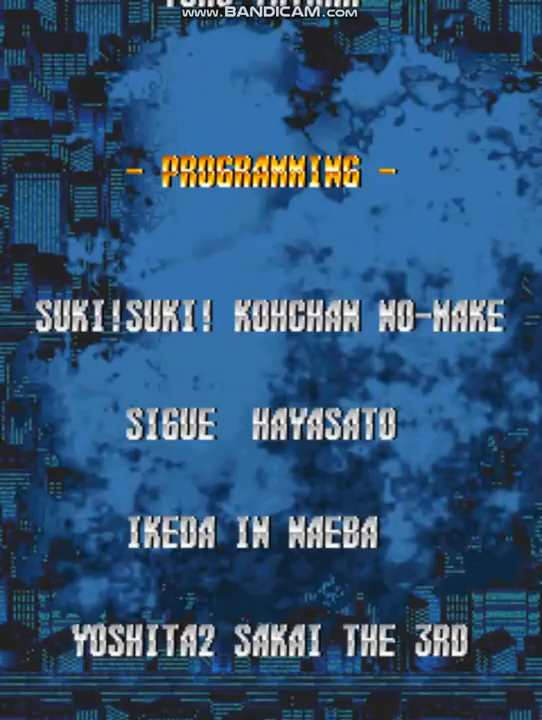 www.BANDICAM.com
- PROGRAMMING -
SUKI!SUKI! KOHCHAN NO-MAKE
SIGUE HAYASATO
IKEDA IN NAEBA
YOSHITA2 SAKAI THE 3RD